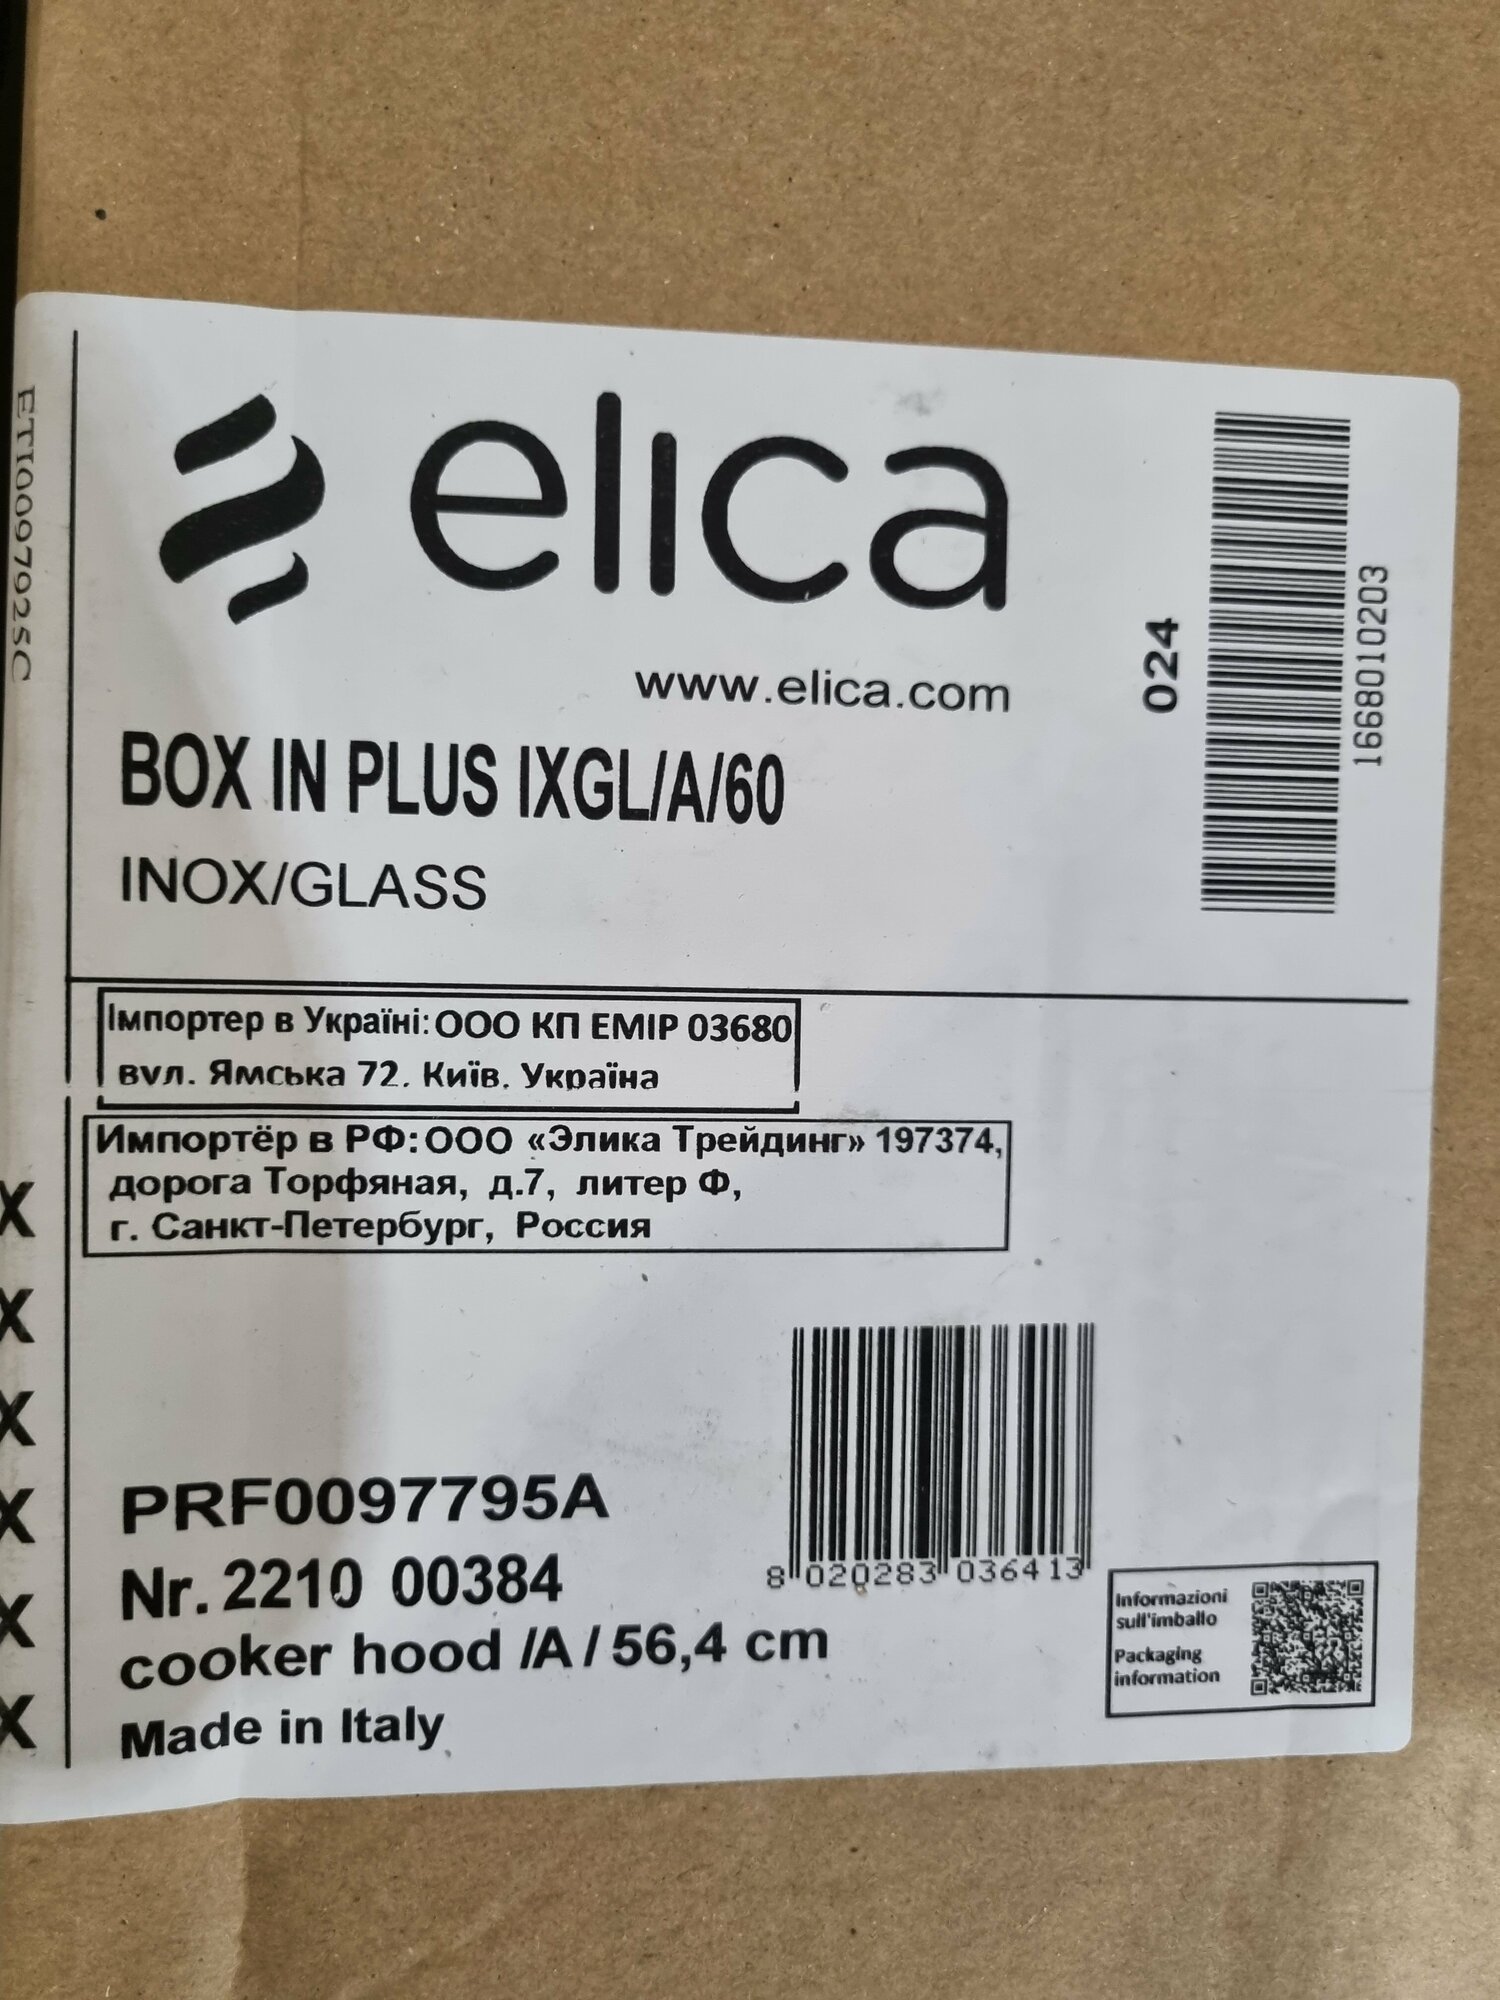 ETI0097925C
elica
www.elica.com
BOX IN PLUS IXGL/A/60
INOX/GLASS
024
1668010203
Імпортер в Україні: ООО КП ЕМІР 03680
вул. Ямська 72. Київ. Україна
Импортёр в РФ: ООО «Элика Трейдинг» 197374,
дорога Торфяная, д.7, литер Ф,
г. Санкт-Петербург, Россия
X
X
X
X
X
X
PRF0097795A
Nr. 2210 00384
cooker hood /A / 56,4 cm
Made in Italy
8 020283 036413
Informazioni
sull'imballo
Packaging
information